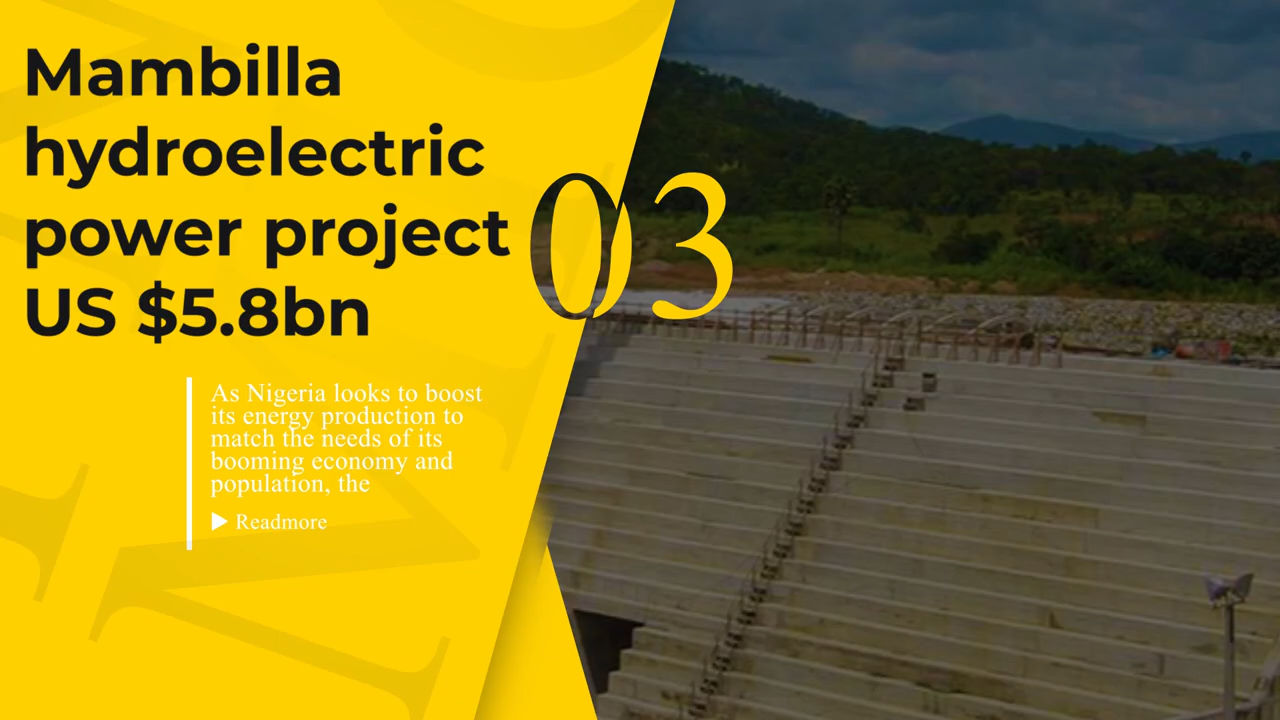 Mambilla
hydroelectric
power project
US $5.8bn
03
As Nigeria looks to boost
its energy production to
match the needs of its
booming economy and
population, the
Readmore